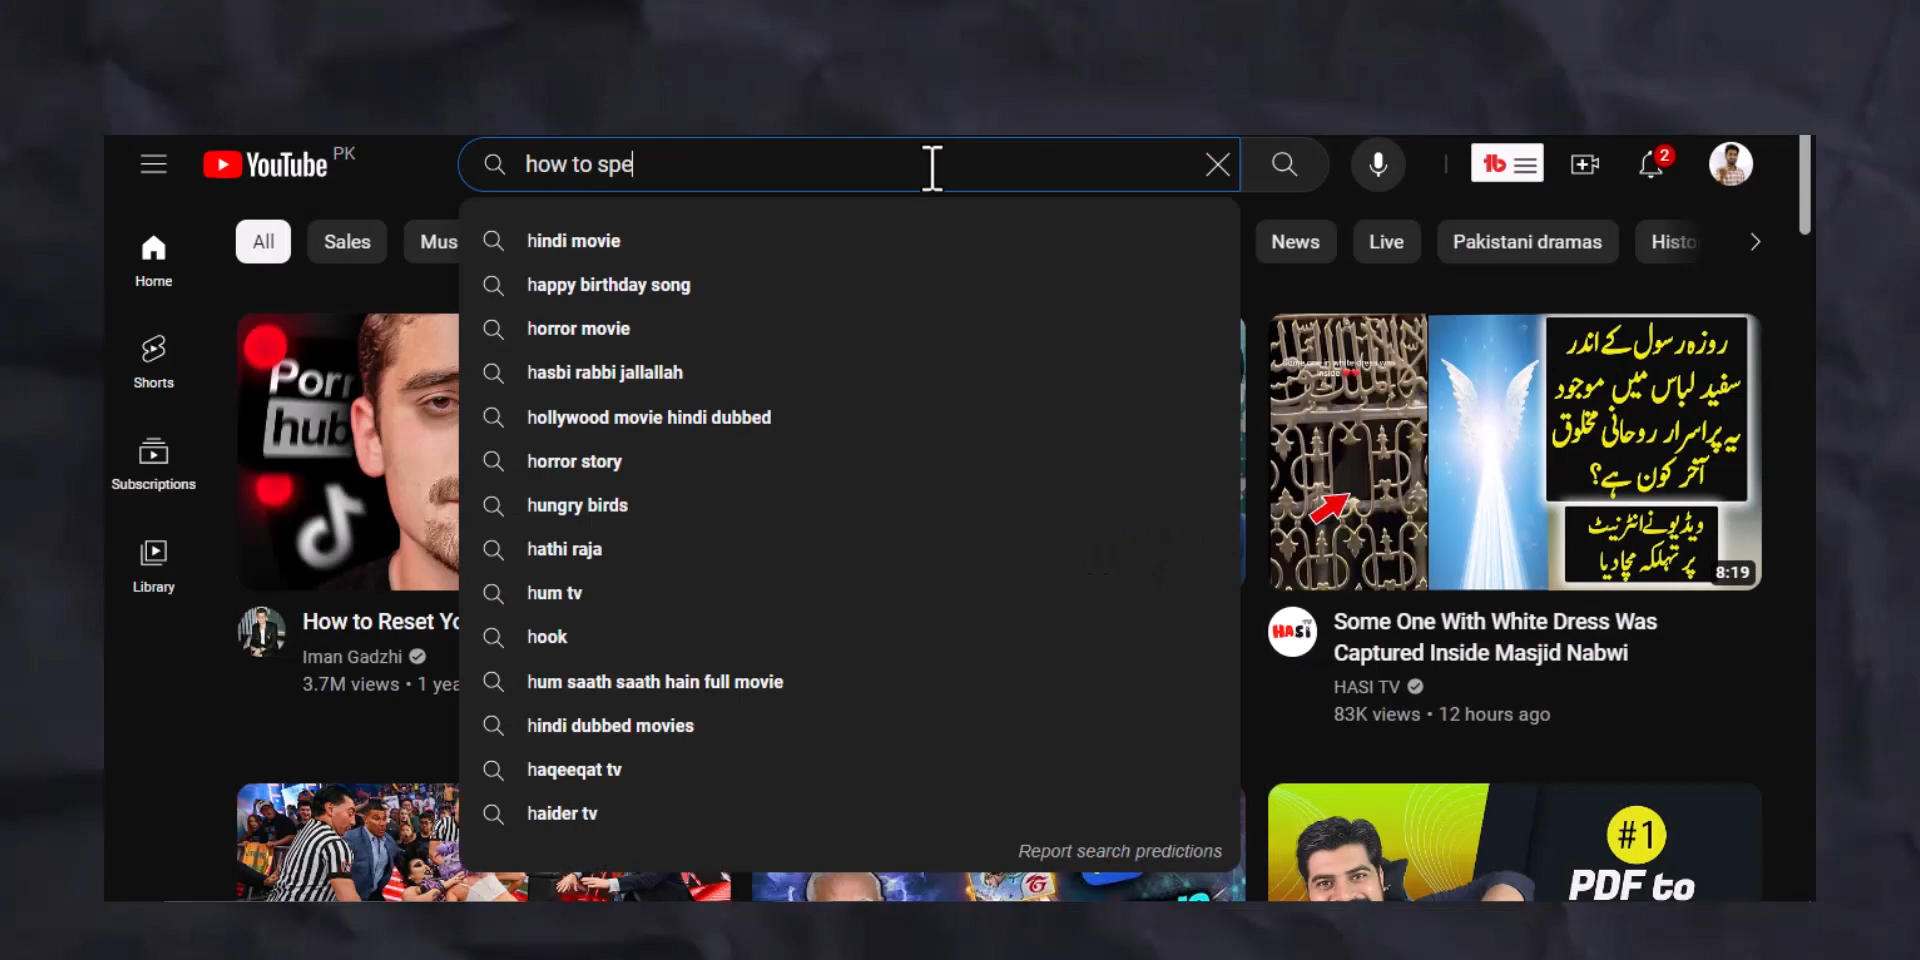 YouTube PK
how to spe
2
All
Sales
Mus
News
Live
Pakistani dramas
Histo
Home
Shorts
Subscriptions
Library
hindi movie
happy birthday song
horror movie
hasbi rabbi jallallah
hollywood movie hindi dubbed
horror story
hungry birds
hathi raja
hum tv
hook
hum saath saath hain full movie
hindi dubbed movies
haqeeqat tv
haider tv
Report search predictions
Porn
hub
How to Reset Yo
Iman Gadzhi
3.7M views • 1 yea
روزہ رسول کے اندر
سفید لباس میں موجود
یہ پراسرار روحانی مخلوق
آخر کون ہے؟
ویڈیو نے انٹرنیٹ
پر تہلکہ مچا دیا
8:19
HASI
Some One With White Dress Was
Captured Inside Masjid Nabwi
HASI TV
83K views • 12 hours ago
#1
PDF to